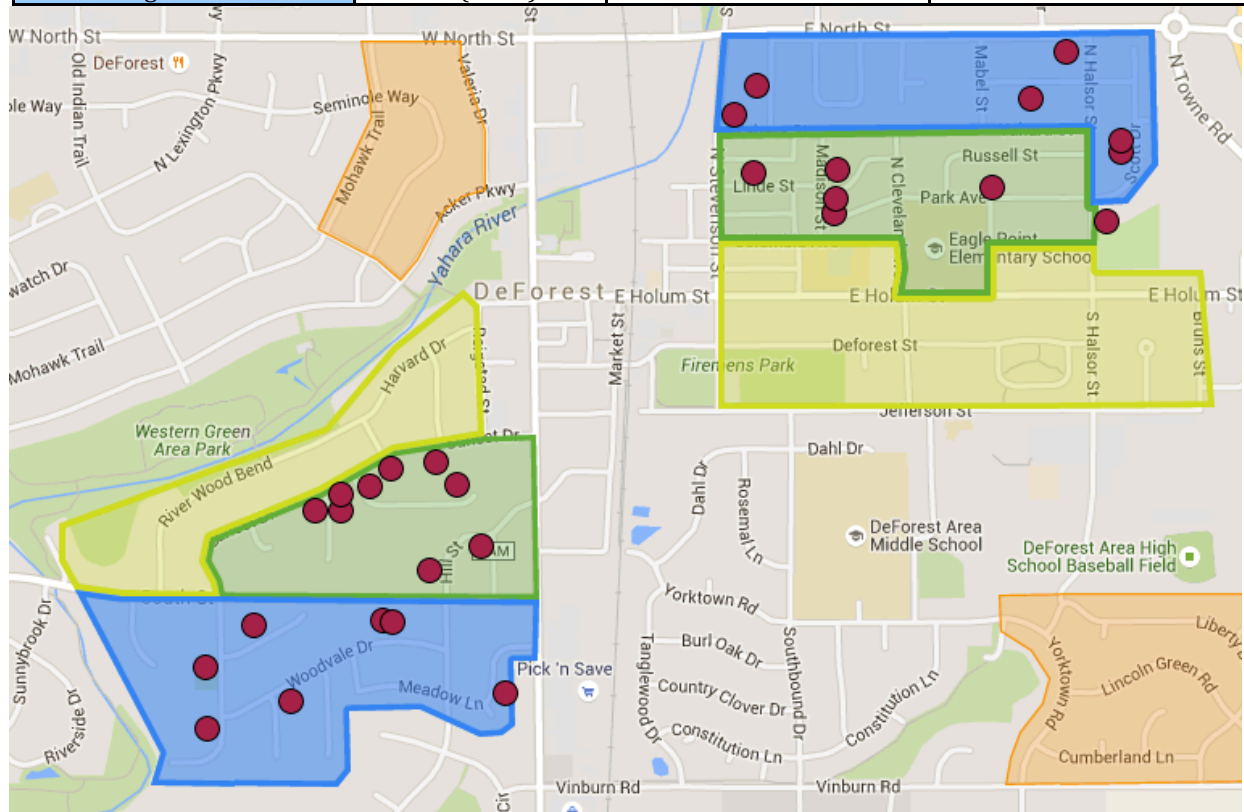 W North St
DeForest
Old Indian Trail
N Lexington Pkwy
Seminole Way
Mohawk Trail
W North St
Valeria Dr
Acker Pkwy
Yahara River
St
E North St
Mabel St
N Halsor S
N Towne Rd
Scott Dr
Russell St
Linde St
Madison St
N Stevenson St
N Clevelan
Park Ave
Eagle Point
Elementary School
DeForest
E Holum St
E Holum St
E Holum St
Deforest St
Firemens Park
Market St
S Halsor St
Bruns St
Jefferson St
watch Dr
Mohawk Trail
Harvard Dr
Western Green
Area Park
River Wood Bend
Hill St
South St
Sunnybrook Dr
Riverside Dr
Woodvale Dr
Meadow Ln
Pick 'n Save
Dahl Dr
Dahl Dr
Rosemal Ln
DeForest Area
Middle School
DeForest Area High
School Baseball Field
Yorktown Rd
Burl Oak Dr
Country Clover Dr
Constitution Ln
Tanglewood Dr
Southbound Dr
Constitution Ln
Yorktown Rd
Liberty D
Lincoln Green Rd
Cumberland Ln
Vinburn Rd
Vinburn Rd